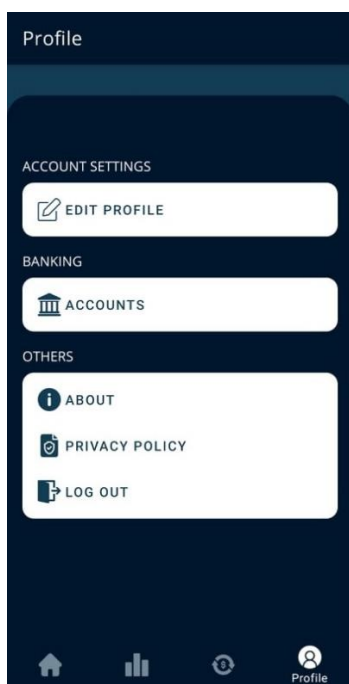 Profile
ACCOUNT SETTINGS
EDIT PROFILE
BANKING
ACCOUNTS
OTHERS
ABOUT
PRIVACY POLICY
LOG OUT
Profile